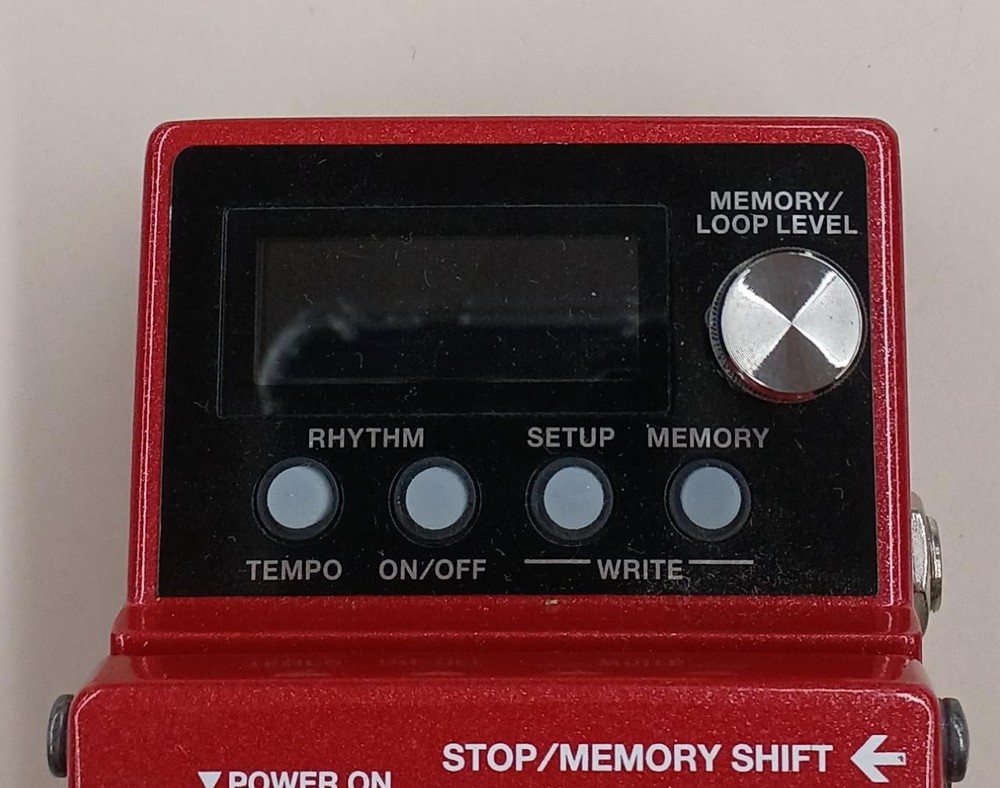 MEMORY/
LOOP LEVEL
RHYTHM SETUP MEMORY
TEMPO ON/OFF WRITE
STOP/MEMORY SHIFT
POWER ON